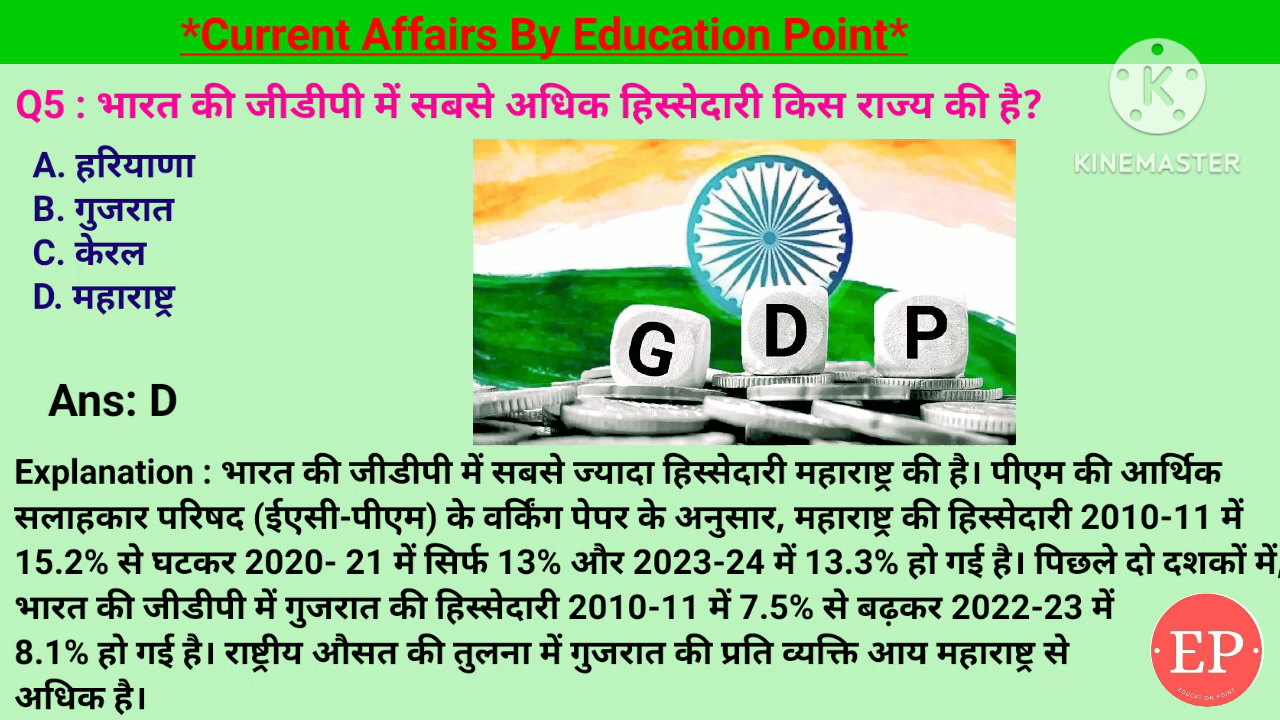 *Current Affairs By Education Point*
Q5 : भारत की जीडीपी में सबसे अधिक हिस्सेदारी किस राज्य की है?
K
KINEMASTER
A. हरियाणा
B. गुजरात
C. केरल
D. महाराष्ट्र
G D P
Ans: D
Explanation : भारत की जीडीपी में सबसे ज्यादा हिस्सेदारी महाराष्ट्र की है। पीएम की आर्थिक
सलाहकार परिषद (ईएसी-पीएम) के वर्किंग पेपर के अनुसार, महाराष्ट्र की हिस्सेदारी 2010-11 में
15.2% से घटकर 2020- 21 में सिर्फ 13% और 2023-24 में 13.3% हो गई है। पिछले दो दशकों में,
भारत की जीडीपी में गुजरात की हिस्सेदारी 2010-11 में 7.5% से बढ़कर 2022-23 में
8.1% हो गई है। राष्ट्रीय औसत की तुलना में गुजरात की प्रति व्यक्ति आय महाराष्ट्र से
अधिक है।
EP
EDUCATION POINT